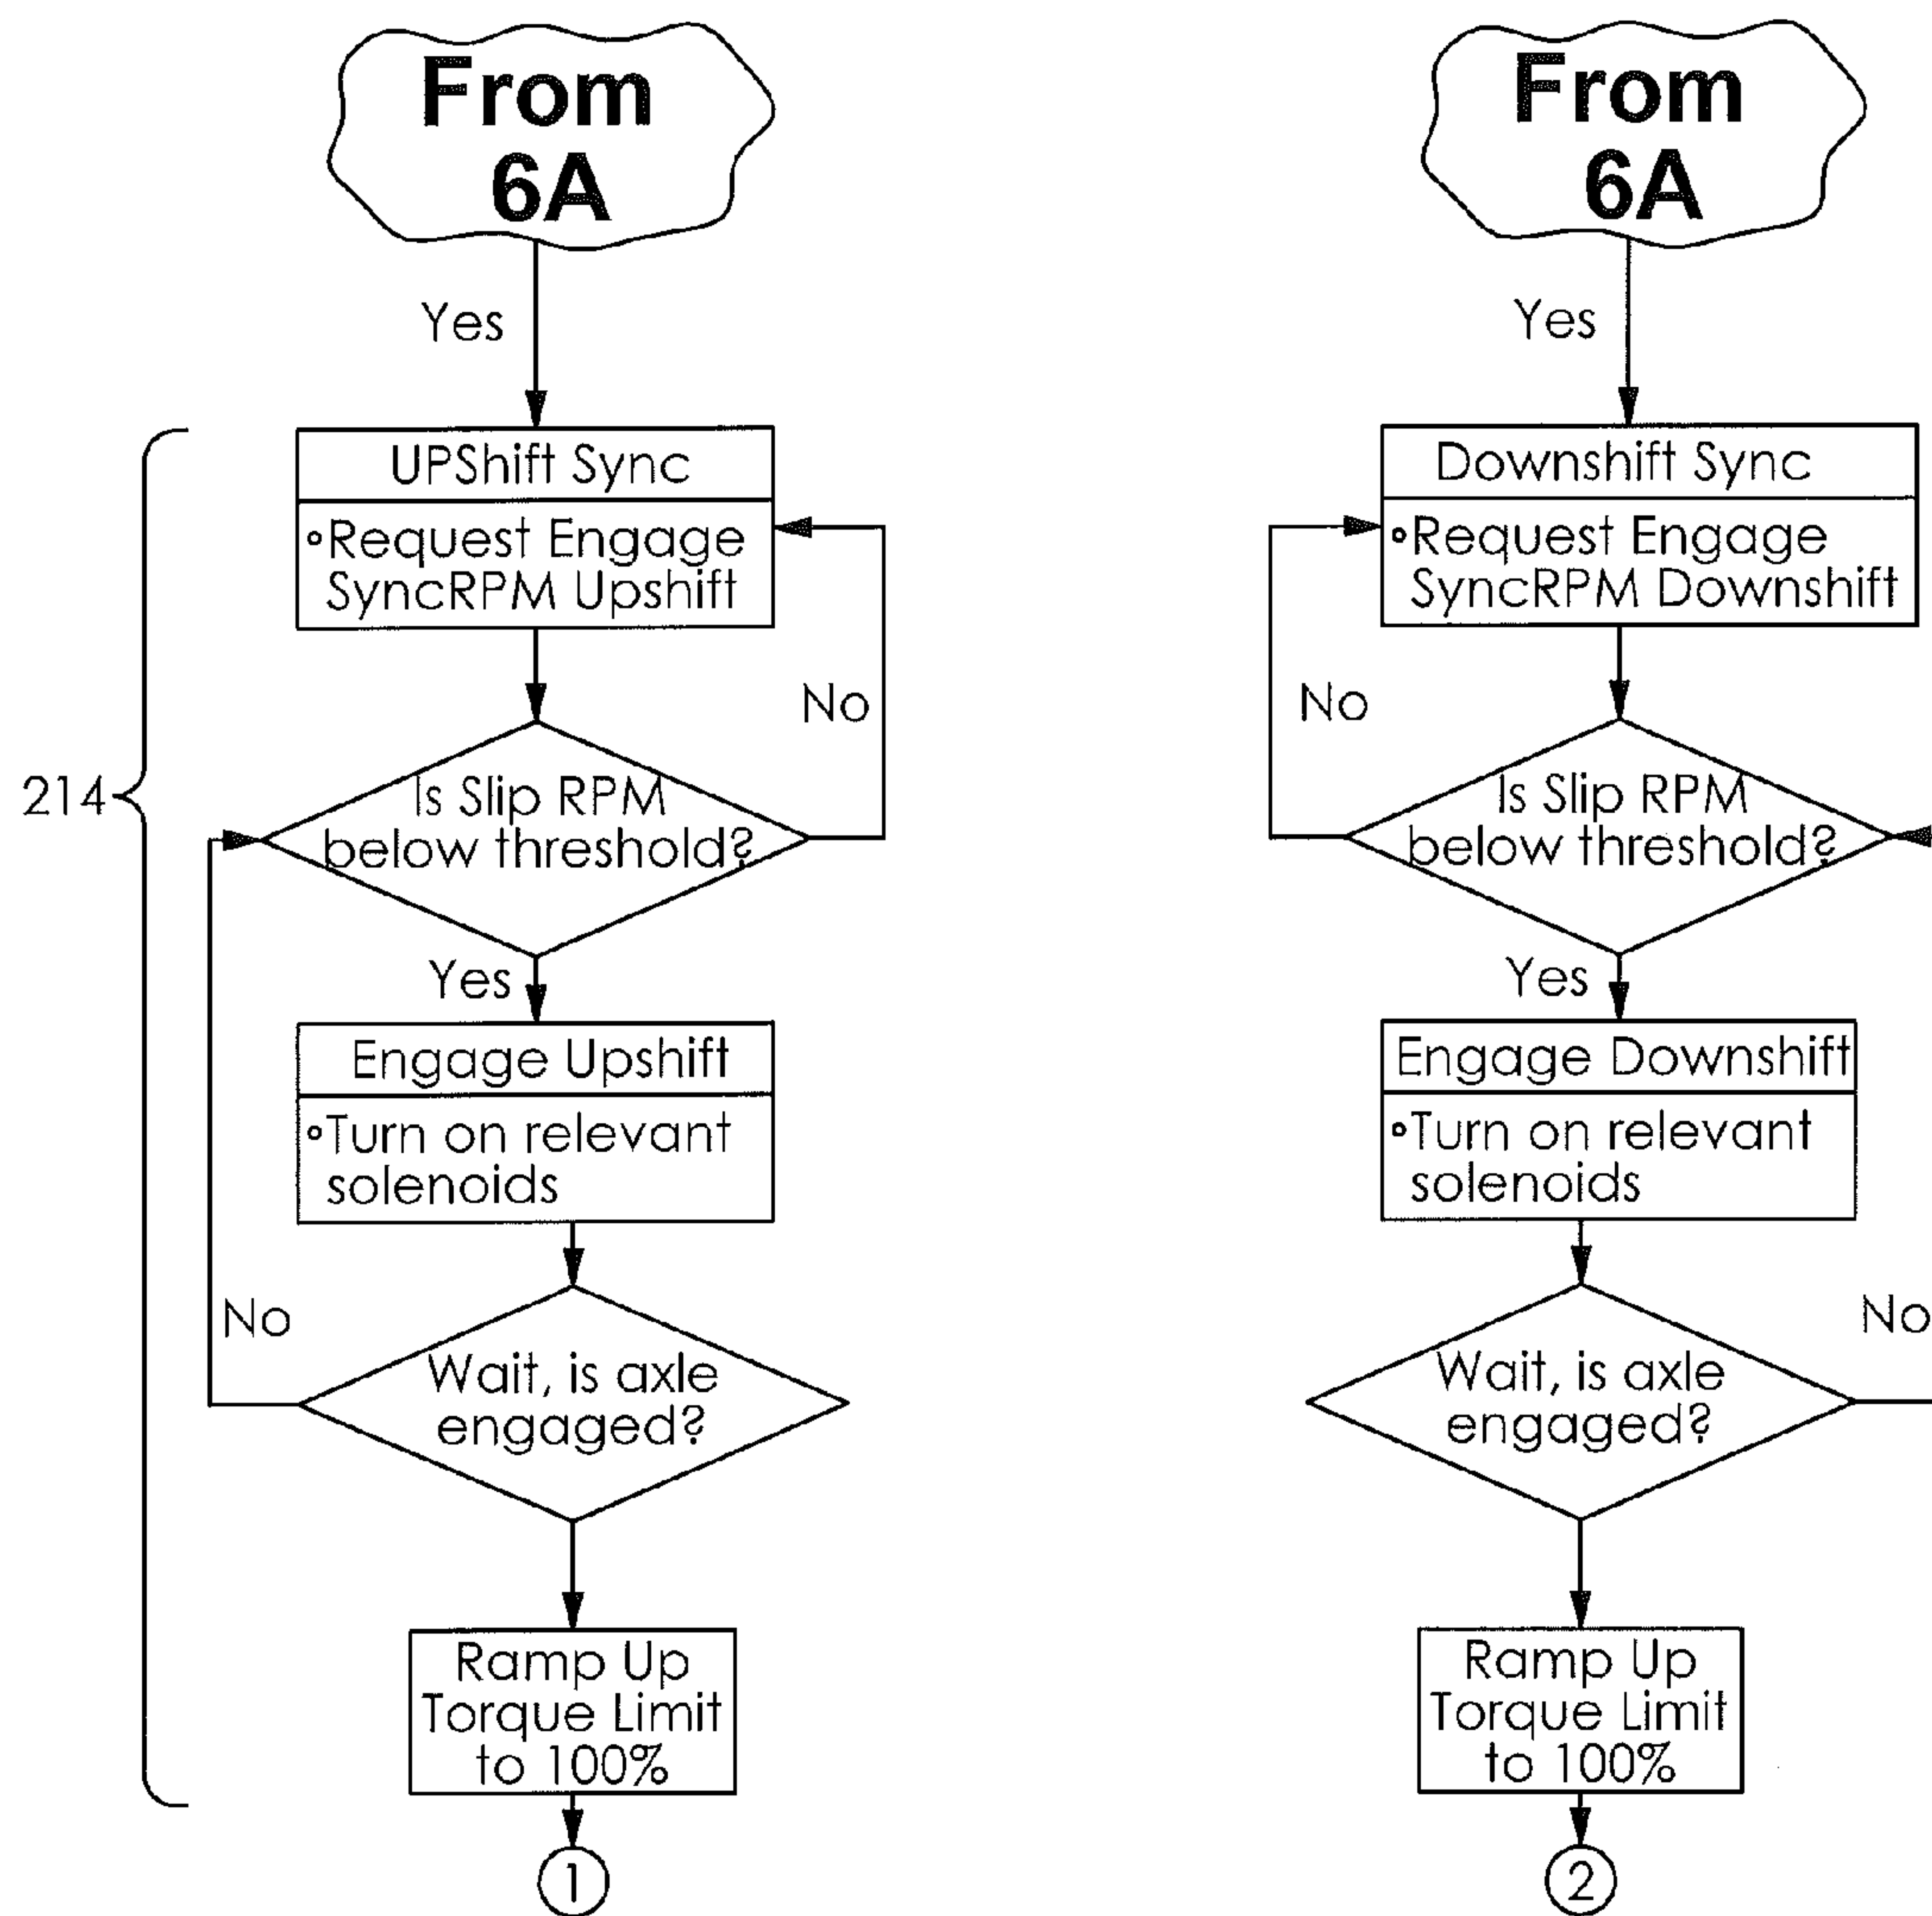 From
6A
Yes
UPShift Sync
∘Request Engage
SyncRPM Upshift
No
214
Is Slip RPM
below threshold?
Yes
Engage Upshift
∘Turn on relevant
solenoids
No
Wait, is axle
engaged?
Ramp Up
Torque Limit
to 100%
1
From
6A
Yes
Downshift Sync
∘Request Engage
SyncRPM Downshift
No
Is Slip RPM
below threshold?
Yes
Engage Downshift
∘Turn on relevant
solenoids
No
Wait, is axle
engaged?
Ramp Up
Torque Limit
to 100%
2